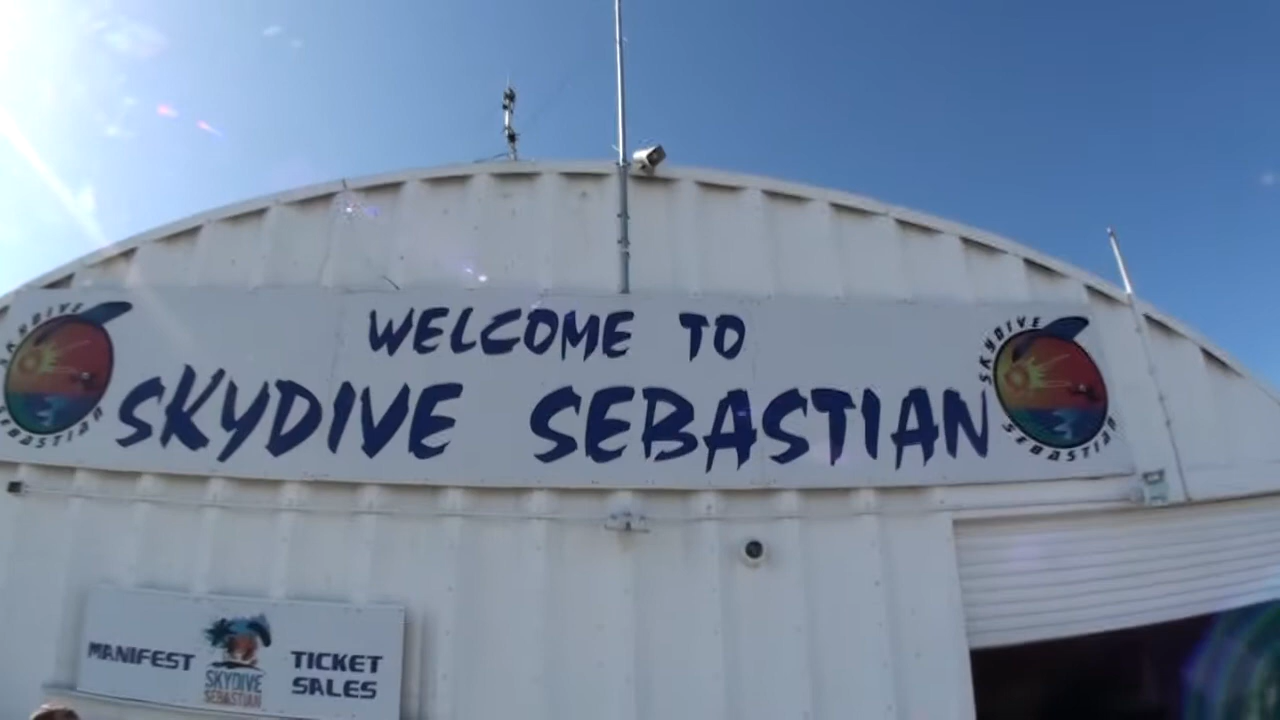 WELCOME TO
SKYDIVE SEBASTIAN
SKYDIVE
SEBASTIAN
SKYDIVE
SEBASTIAN
MANIFEST
SKYDIVE
SEBASTIAN
TICKET
SALES